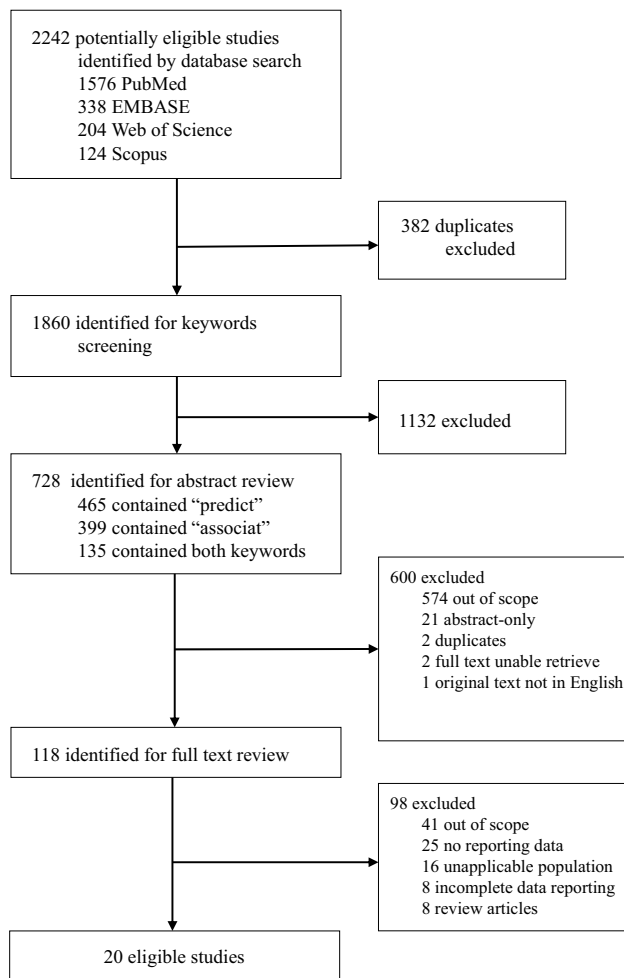 2242 potentially eligible studies
identified by database search
1576 PubMed
338 EMBASE
204 Web of Science
124 Scopus
382 duplicates
excluded
1860 identified for keywords
screening
1132 excluded
728 identified for abstract review
465 contained “predict”
399 contained “associat”
135 contained both keywords
600 excluded
574 out of scope
21 abstract-only
2 duplicates
2 full text unable retrieve
1 original text not in English
118 identified for full text review
98 excluded
41 out of scope
25 no reporting data
16 unapplicable population
8 incomplete data reporting
8 review articles
20 eligible studies